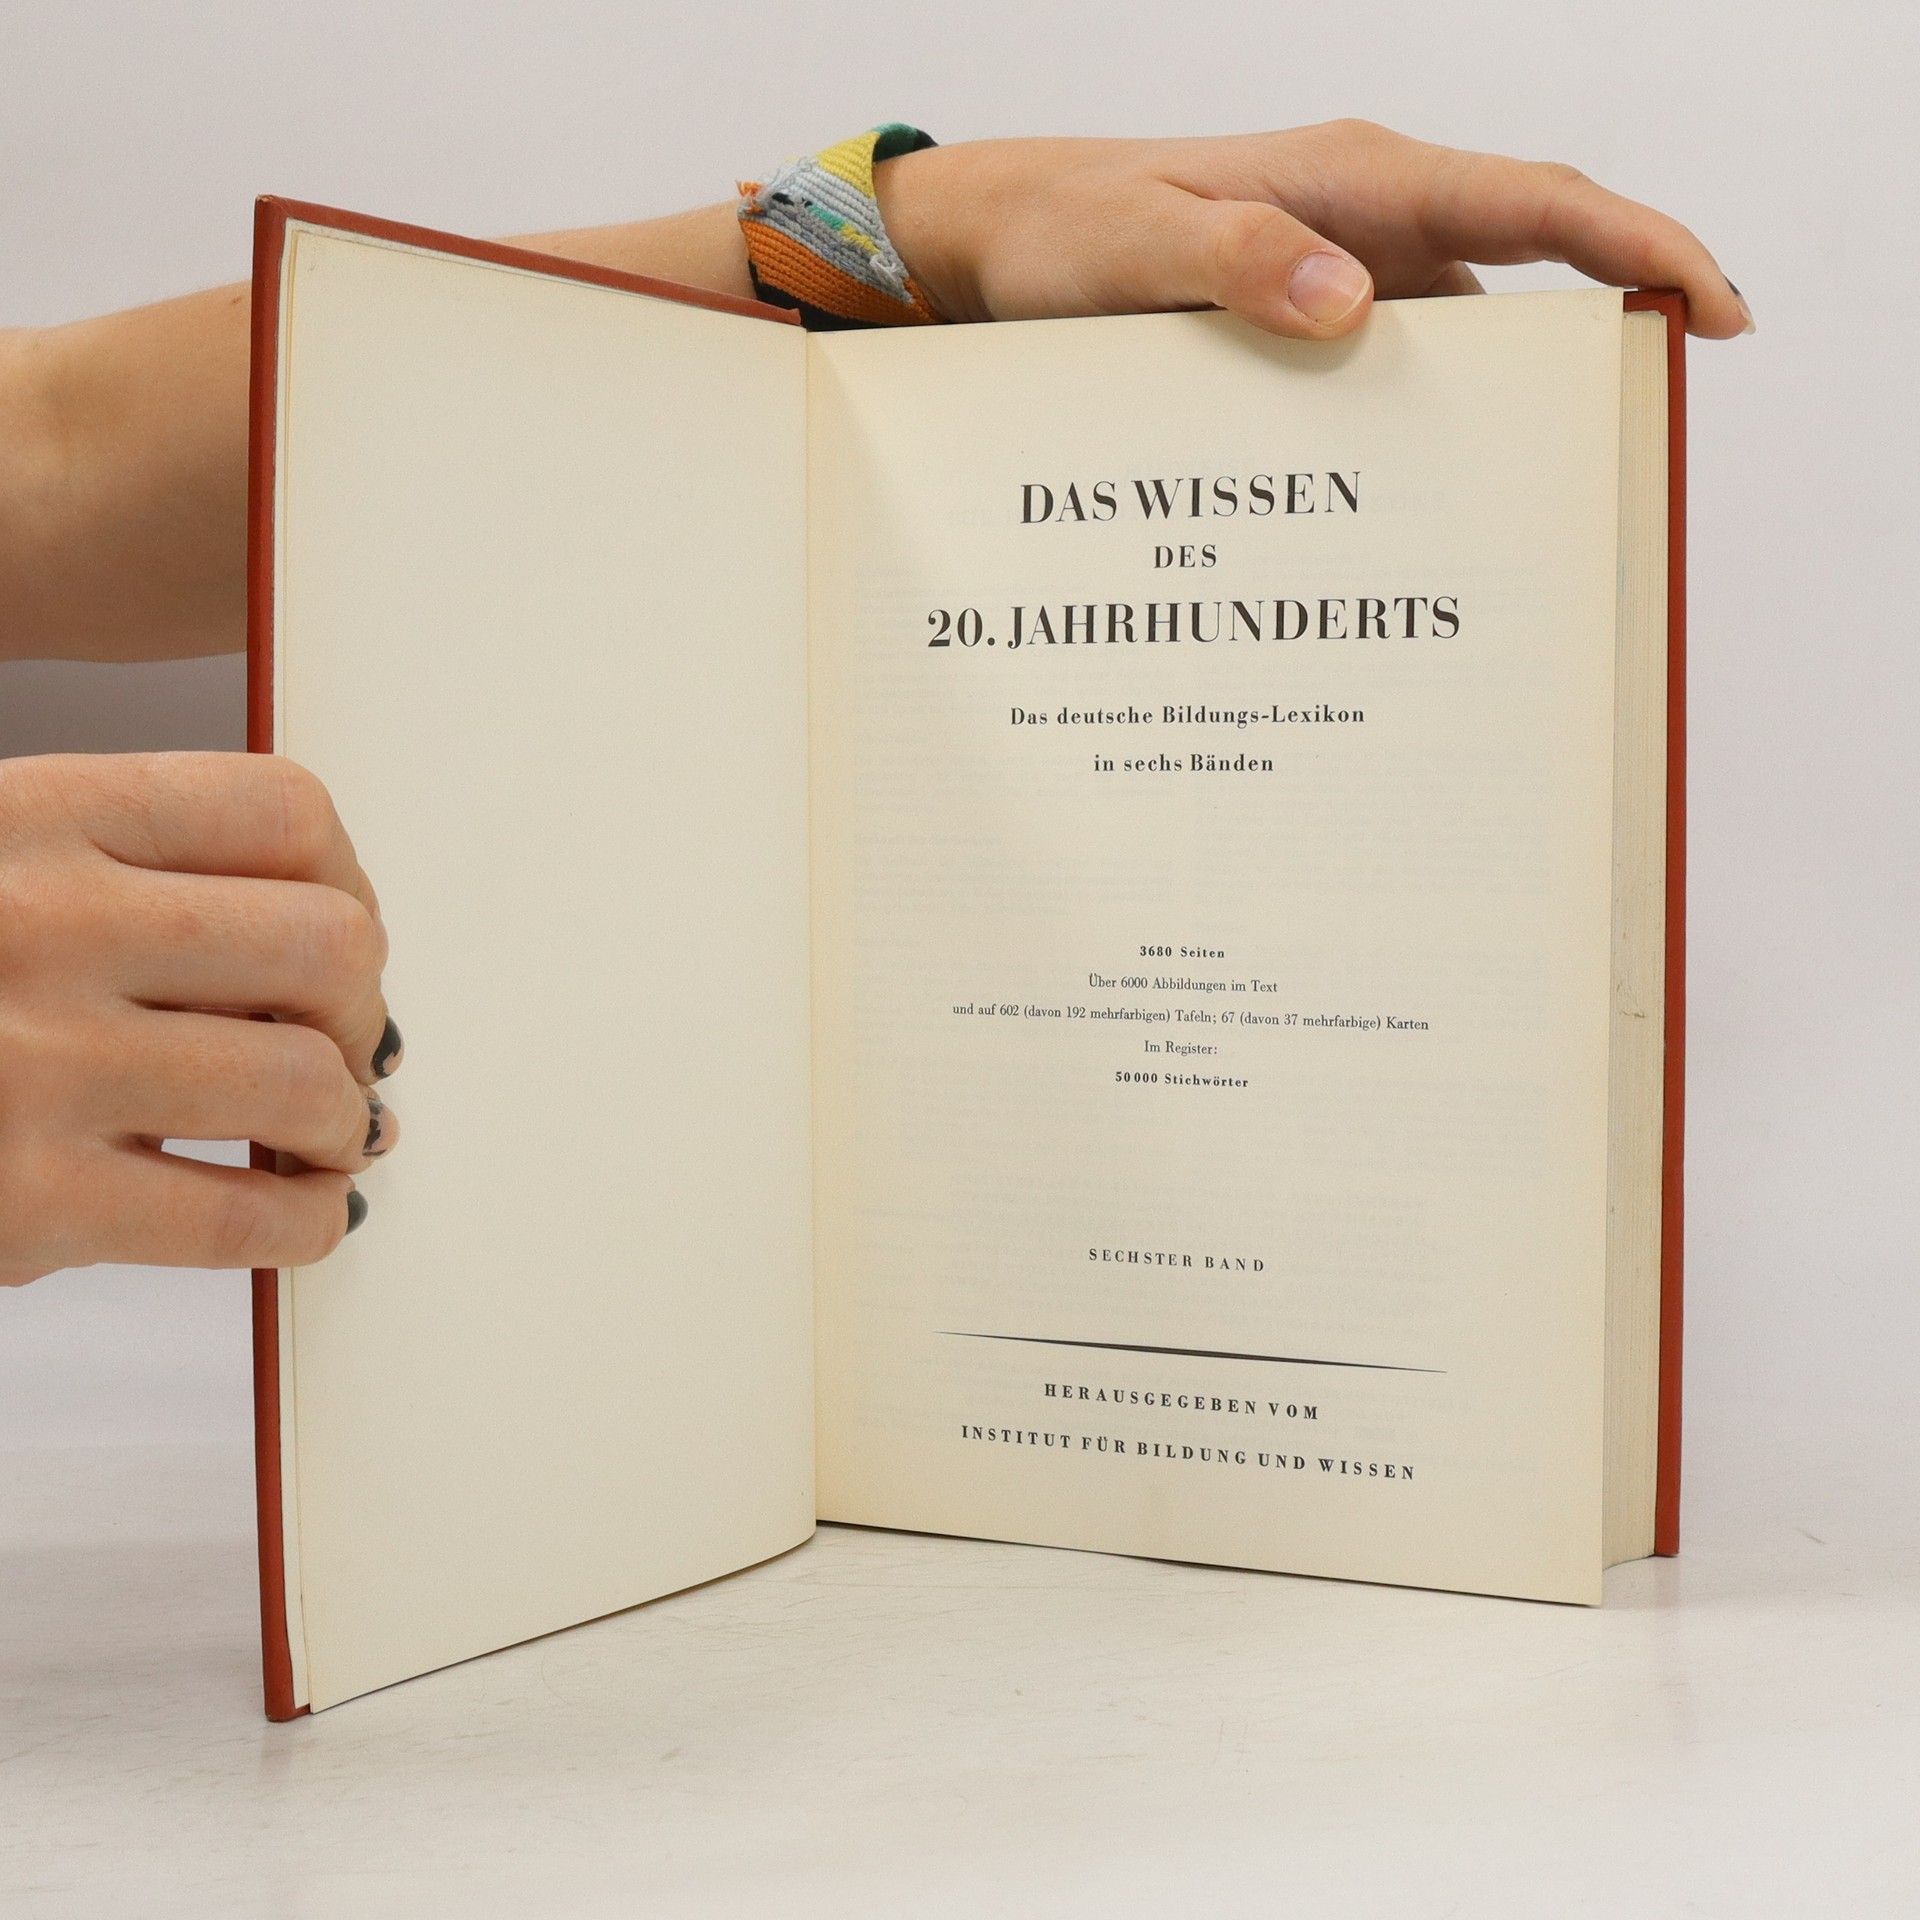 DAS WISSEN
DES
20. JAHRHUNDERTS
Das deutsche Bildungs-Lexikon
in sechs Bänden
3680 Seiten
Über 6000 Abbildungen im Text
und auf 602 (davon 192 mehrfarbigen) Tafeln; 67 (davon 37 mehrfarbige) Karten
Im Register:
50 000 Stichwörter
SECHSTER BAND
HERAUSGEGEBEN VOM
INSTITUT FÜR BILDUNG UND WISSEN